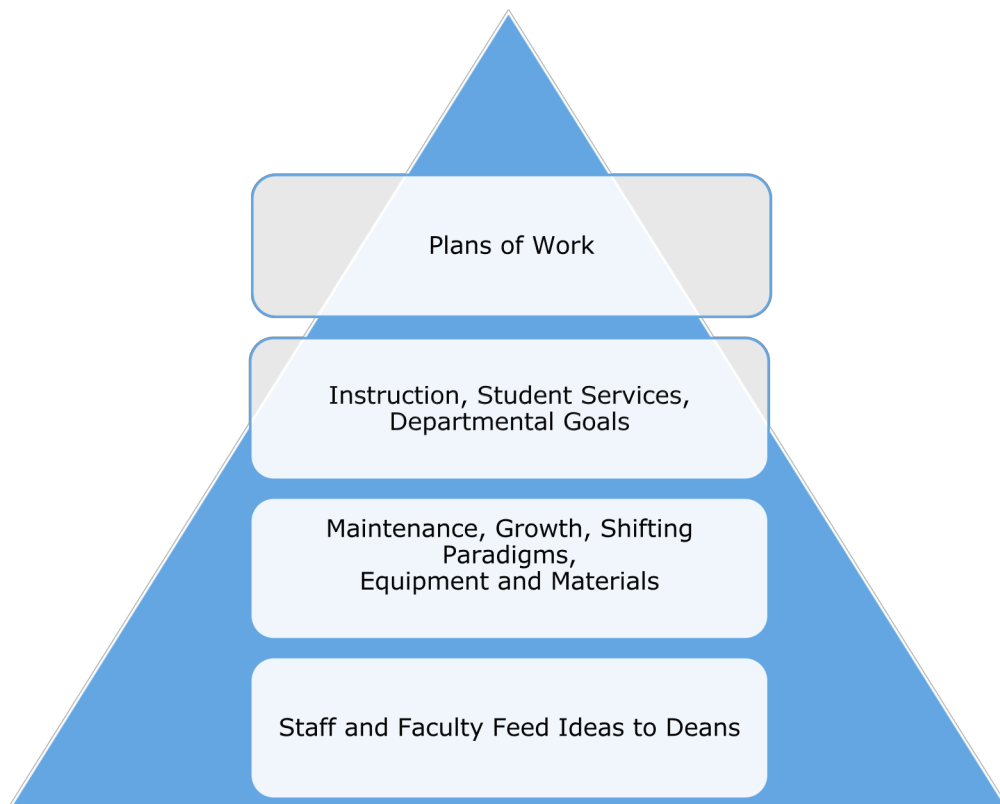 Plans of Work
Instruction, Student Services,
Departmental Goals
Maintenance, Growth, Shifting
Paradigms,
Equipment and Materials
Staff and Faculty Feed Ideas to Deans